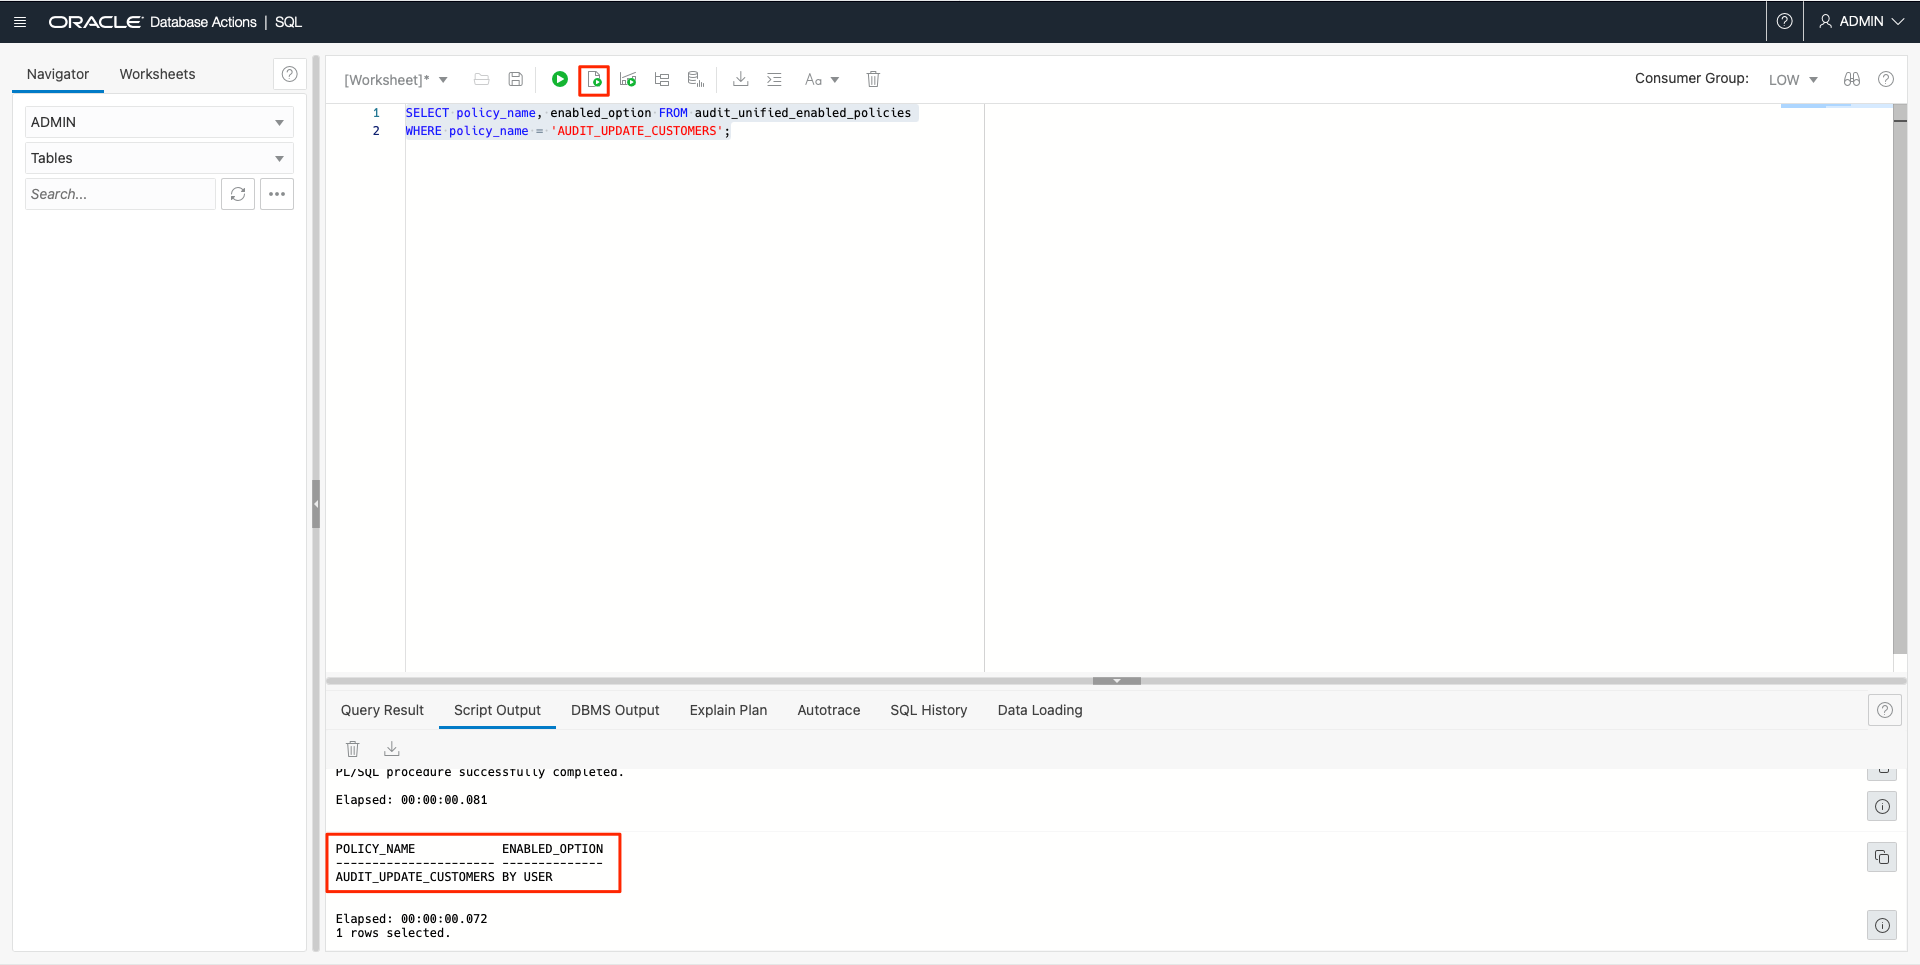 ORACLE Database Actions | SQL
ADMIN
Navigator
Worksheets
ADMIN
Tables
Search...
[Worksheet]*
Aa
Consumer Group:
LOW
1 SELECT policy_name, enabled_option FROM audit_unified_enabled_policies
2 WHERE policy_name = 'AUDIT_UPDATE_CUSTOMERS';
Query Result
Script Output
DBMS Output
Explain Plan
Autotrace
SQL History
Data Loading
PL/SQL procedure successfully completed.
Elapsed: 00:00:00.081
POLICY_NAME ENABLED_OPTION
---------------------- --------------
AUDIT_UPDATE_CUSTOMERS BY USER
Elapsed: 00:00:00.072
1 rows selected.